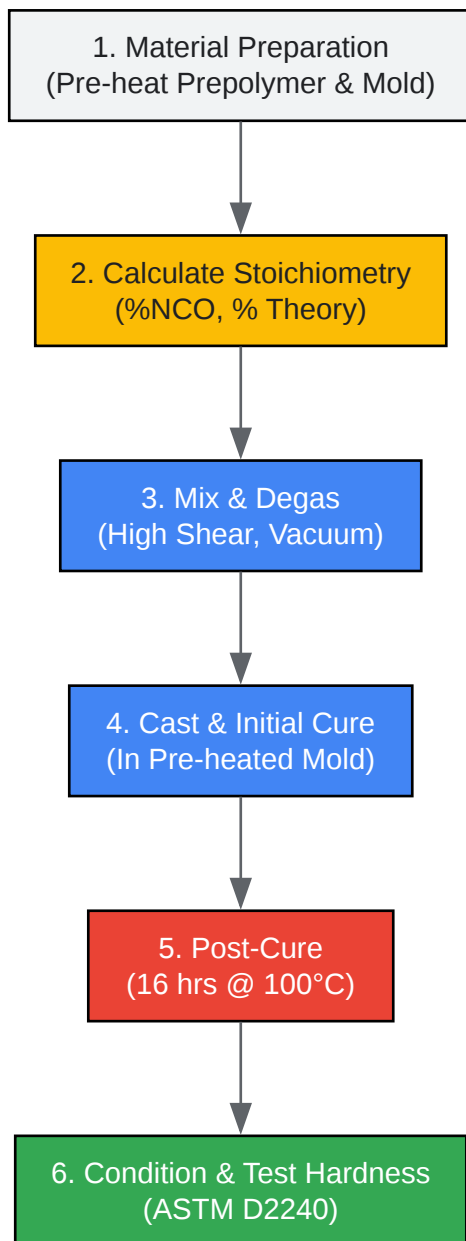 1. Material Preparation
(Pre-heat Prepolymer & Mold)
2. Calculate Stoichiometry
(%NCO, % Theory)
3. Mix & Degas
(High Shear, Vacuum)
4. Cast & Initial Cure
(In Pre-heated Mold)
5. Post-Cure
(16 hrs @ 100°C)
6. Condition & Test Hardness
(ASTM D2240)